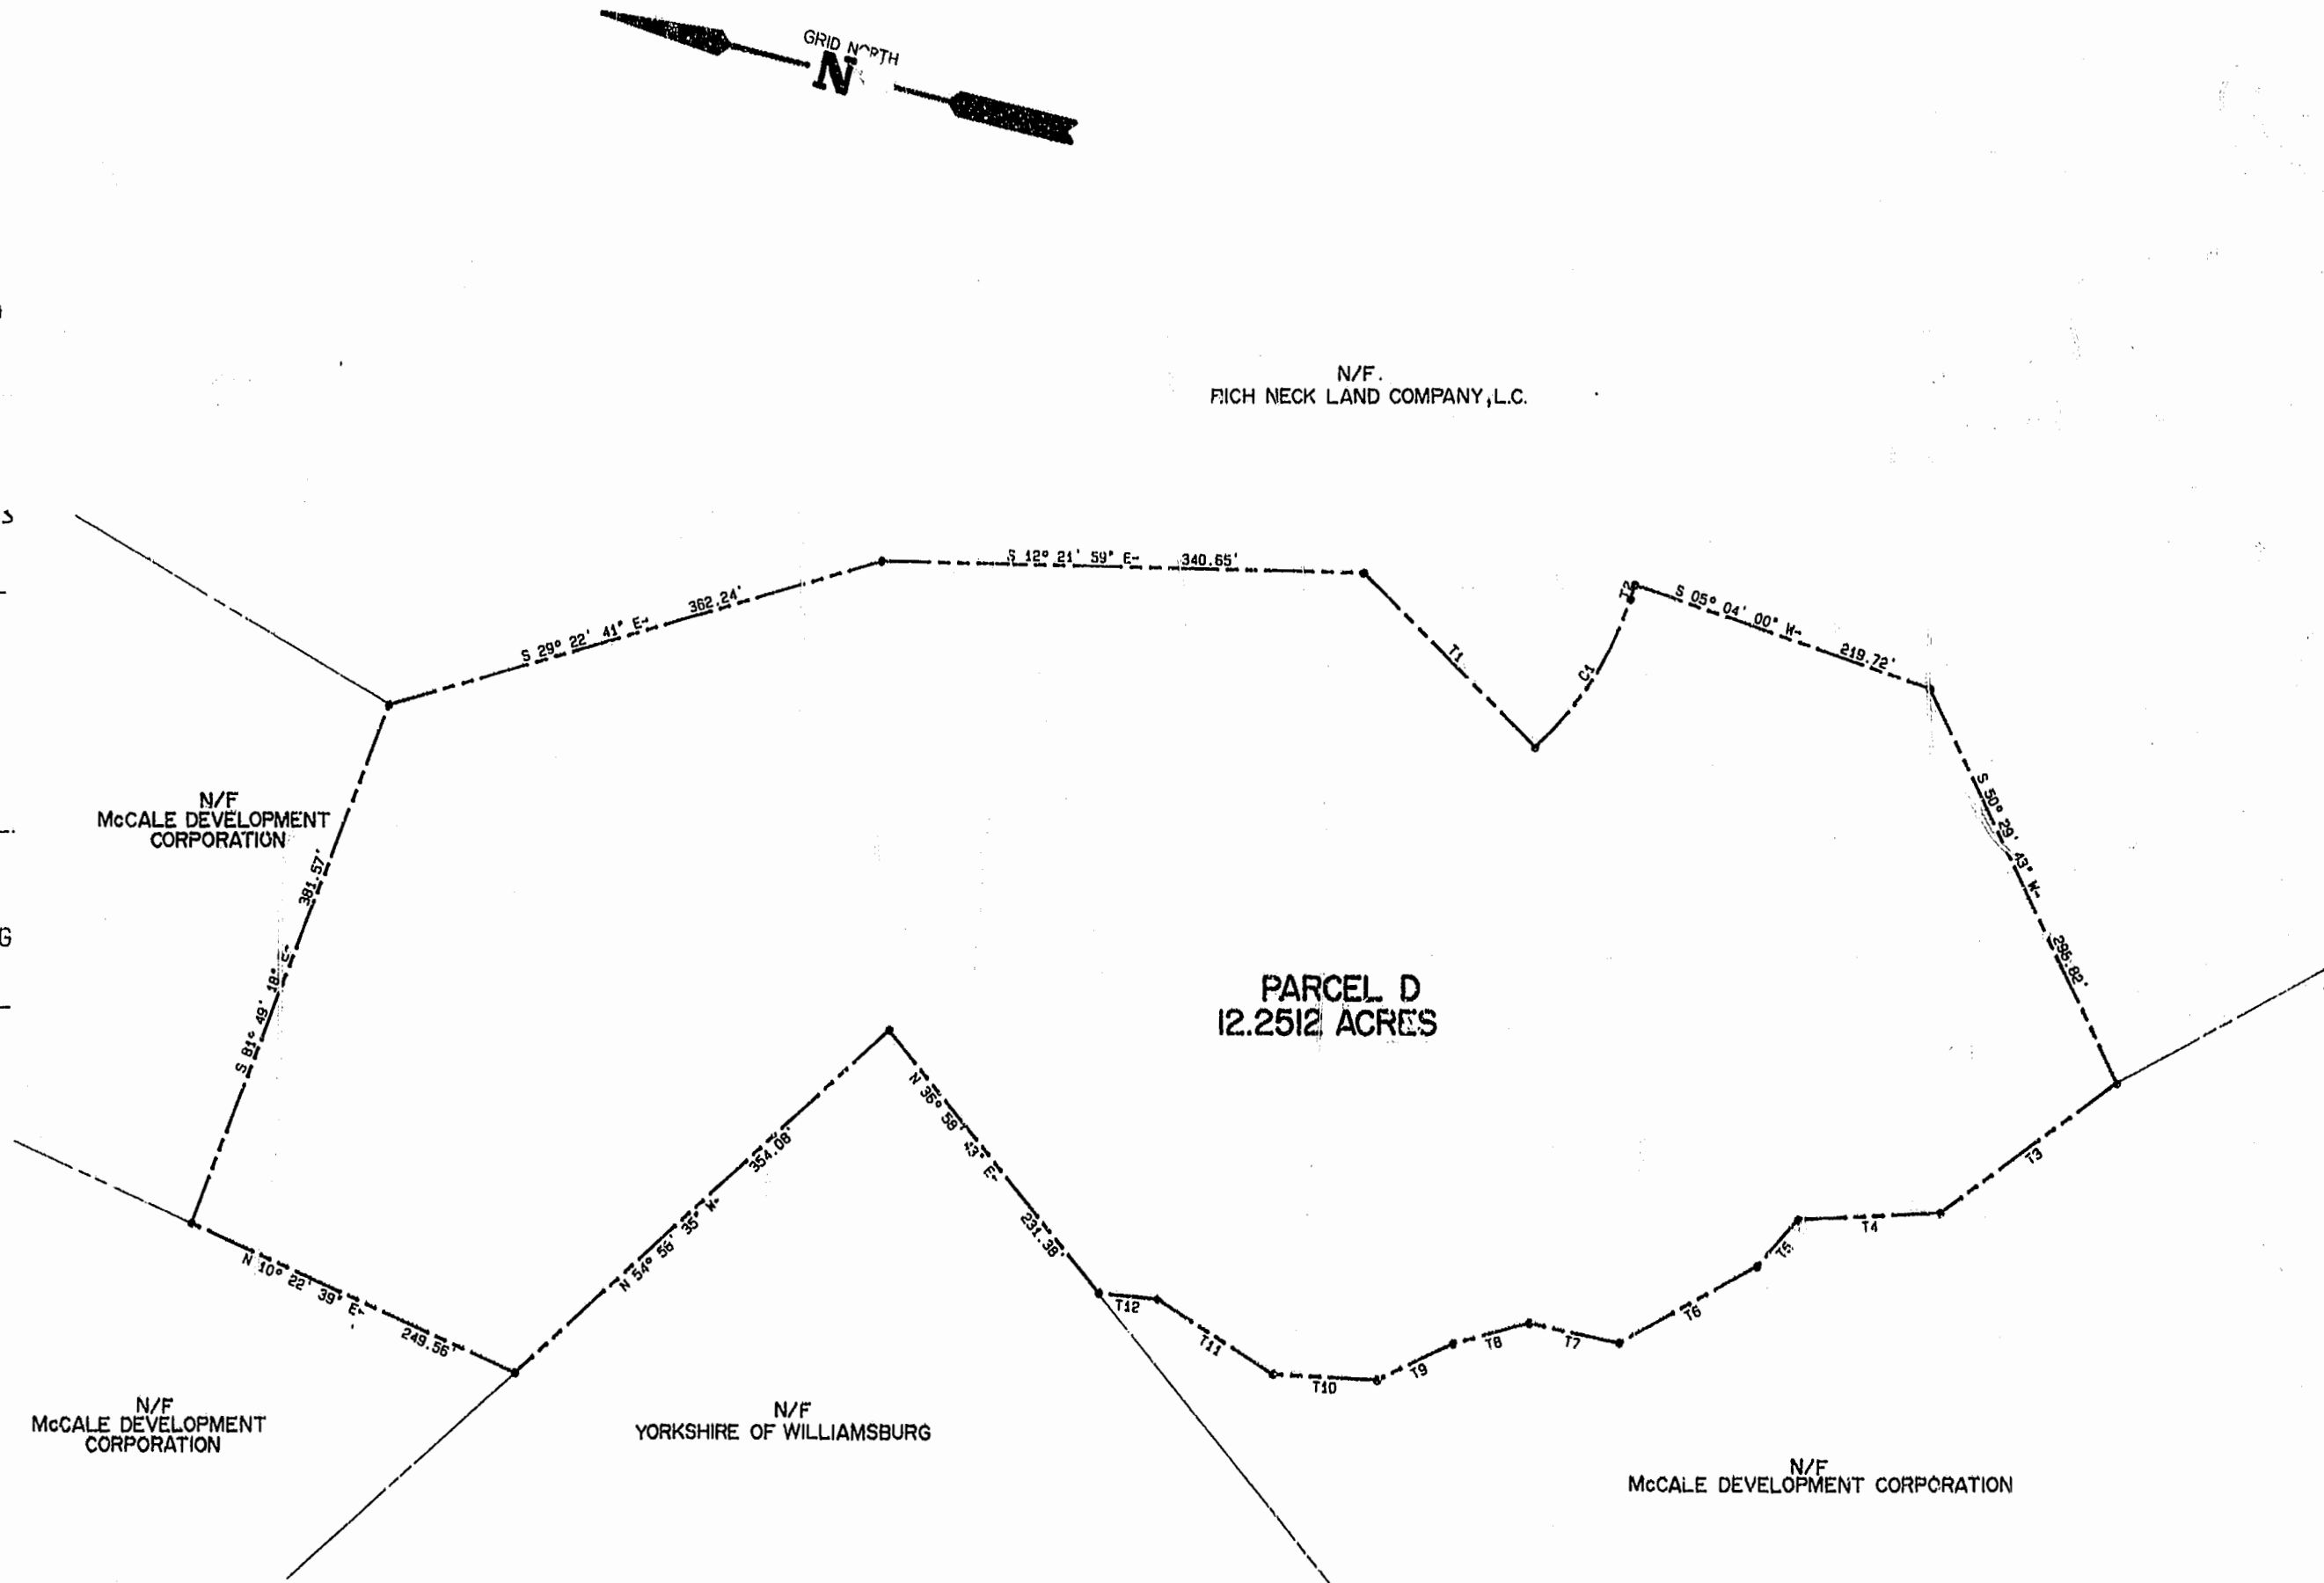 GRID NORTH
N
N/F.
RICH NECK LAND COMPANY, L.C.
S 12° 21' 59" E- 340.65'
S 29° 22' 41" E- 362.24'
T1
C1
T2
S 05° 04' 00" W- 219.72'
S 50° 29' 43" W- 295.82'
N/F
McCALE DEVELOPMENT
CORPORATION
S 81° 49' 18" E- 381.57'
PARCEL D
12.2512 ACRES
N 10° 22' 39" E- 249.56'
N 54° 56' 35" W- 354.08'
N 36° 58' 43" E- 231.38'
T12
T11
T10
T9
T8
T7
T6
T5
T4
T3
N/F
McCALE DEVELOPMENT
CORPORATION
N/F
YORKSHIRE OF WILLIAMSBURG
N/F
McCALE DEVELOPMENT CORPORATION
S
G